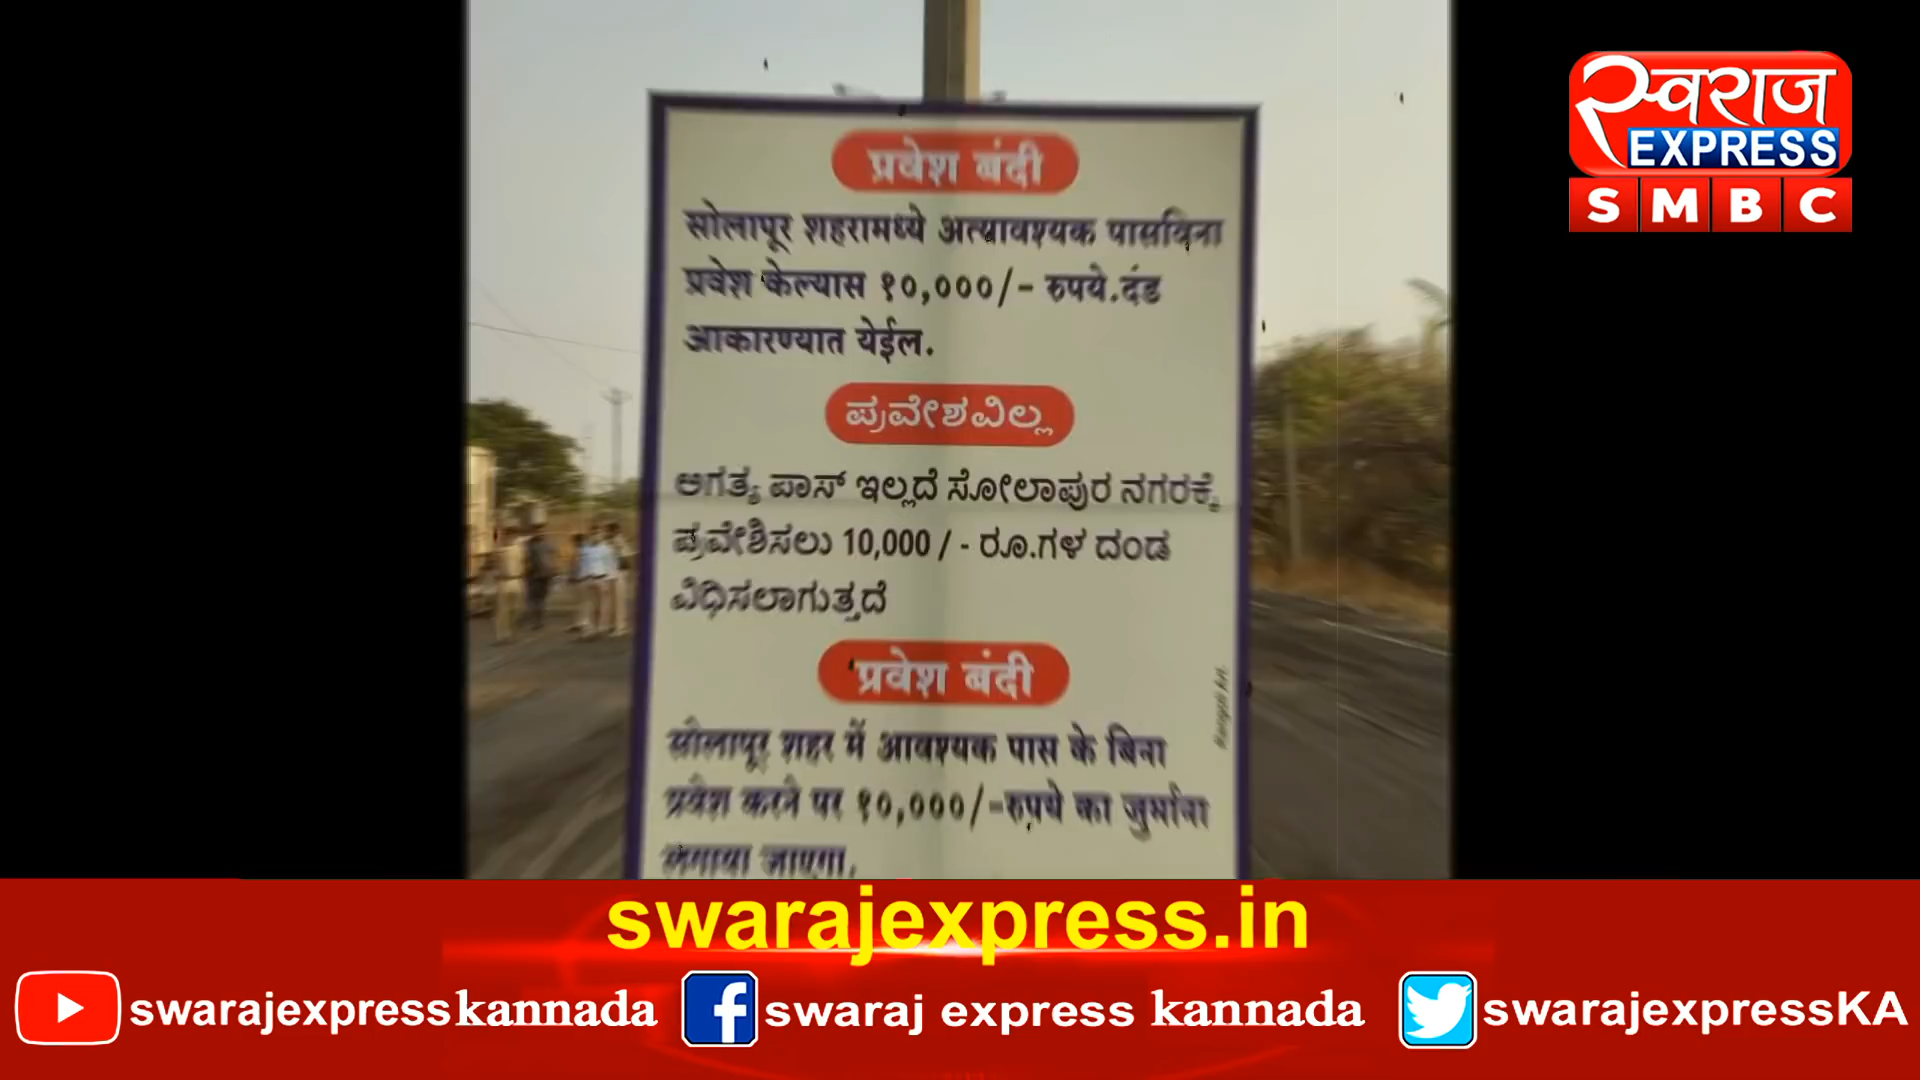 स्वराज
EXPRESS
SMBC
प्रवेश बंदी
सोलापूर शहरामध्ये अत्यावश्यक पासविना
प्रवेश केल्यास १०,०००/- रुपये.दंड
आकारण्यात येईल.
ಪ್ರವೇಶವಿಲ್ಲ
ಅಗತ್ಯ ಪಾಸ್ ಇಲ್ಲದೆ ಸೋಲಾಪುರ ನಗರಕ್ಕೆ
ಪ್ರವೇಶಿಸಲು 10,000 / - ರೂ.ಗಳ ದಂಡ
ವಿಧಿಸಲಾಗುತ್ತದೆ
प्रवेश बंदी
सोलापूर शहर में आवश्यक पास के बिना
प्रवेश करने पर १०,०००/-रुपये का जुर्माना
लगाया जाएगा.
swarajexpress.in
swarajexpresskannada
swaraj express kannada
swarajexpressKA